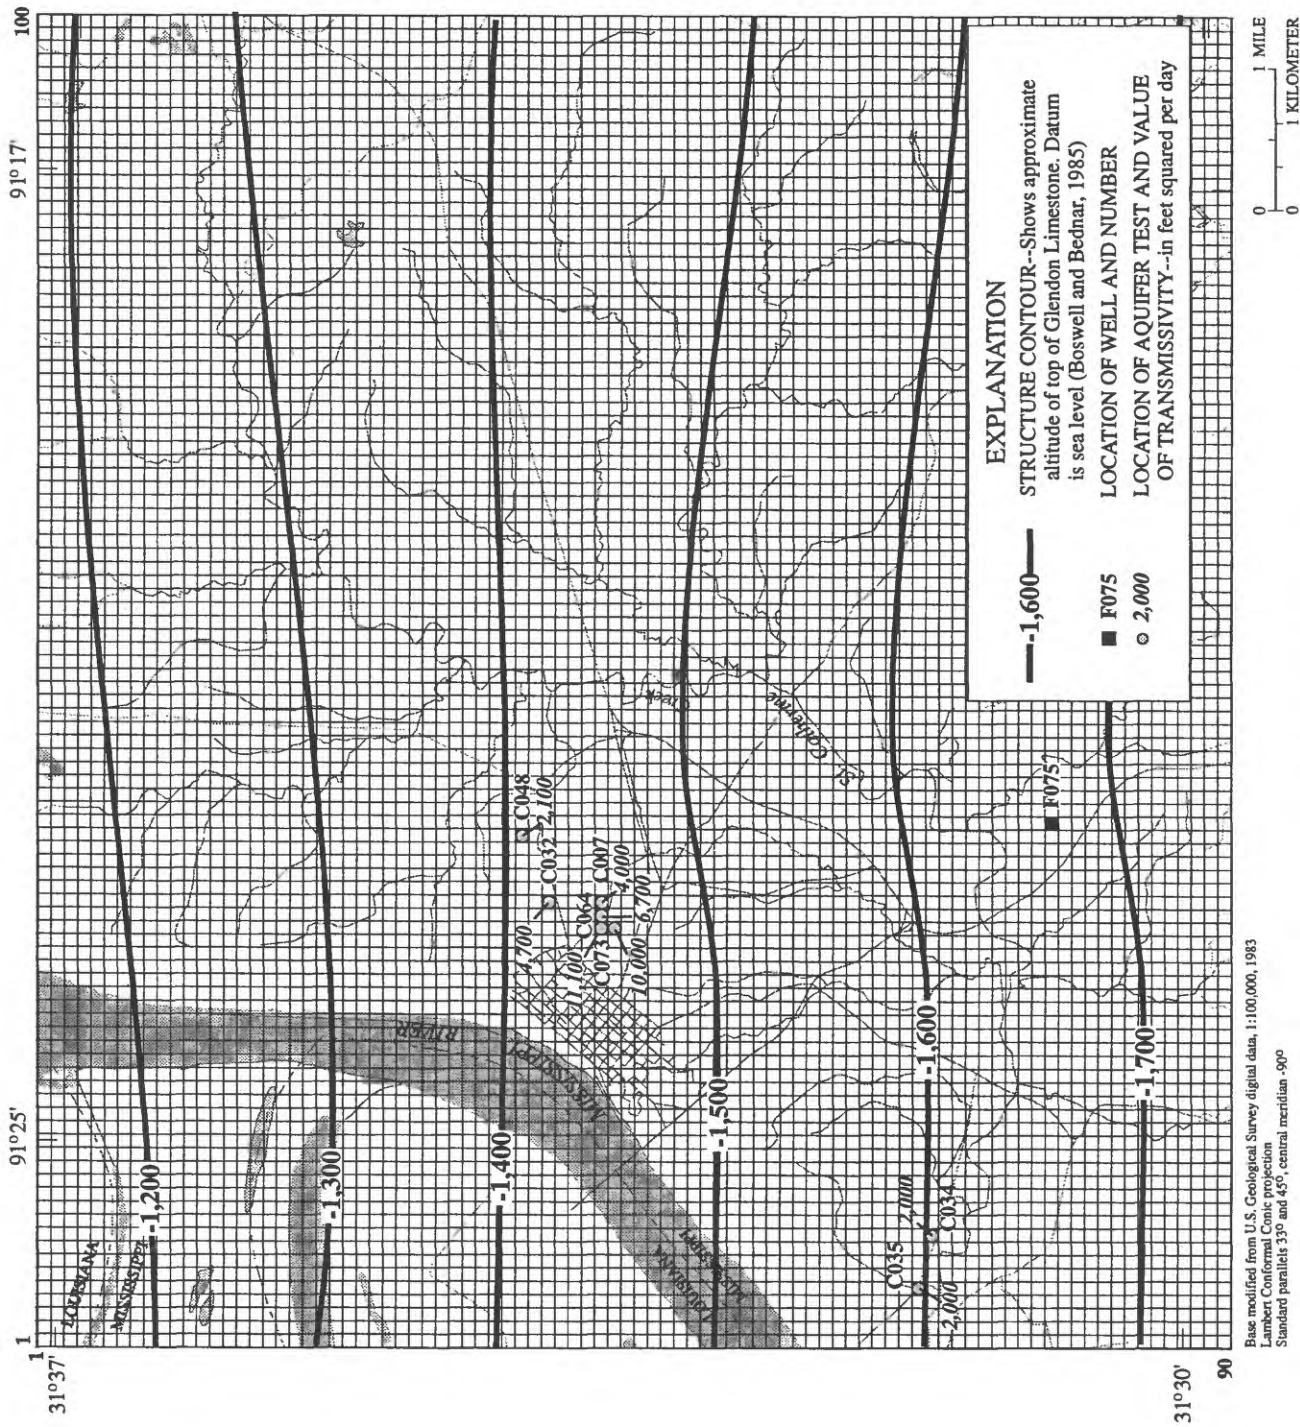 1
91°25'
91°17'
100
1
31°37'
31°30'
90
LOUISIANA
MISSISSIPPI
-1,200
-1,300
-1,400
-1,500
-1,600
-1,700
RIVER
MISSISSIPPI
LOUISIANA
MISSISSIPPI
C048
2,100
C032
4,700
C064
11,100
C007
4,000
C073
10,000
6,700
Creek
St. Catherine
C035
2,000
C034
2,000
F075
EXPLANATION
-1,600
STRUCTURE CONTOUR--Shows approximate
altitude of top of Glendon Limestone. Datum
is sea level (Boswell and Bednar, 1985)
F075 LOCATION OF WELL AND NUMBER
2,000 LOCATION OF AQUIFER TEST AND VALUE
OF TRANSMISSIVITY--in feet squared per day
Base modified from U.S. Geological Survey digital data, 1:100,000, 1983
Lambert Conformal Conic projection
Standard parallels 33° and 45°, central meridian -90°
0 1 MILE
0 1 KILOMETER